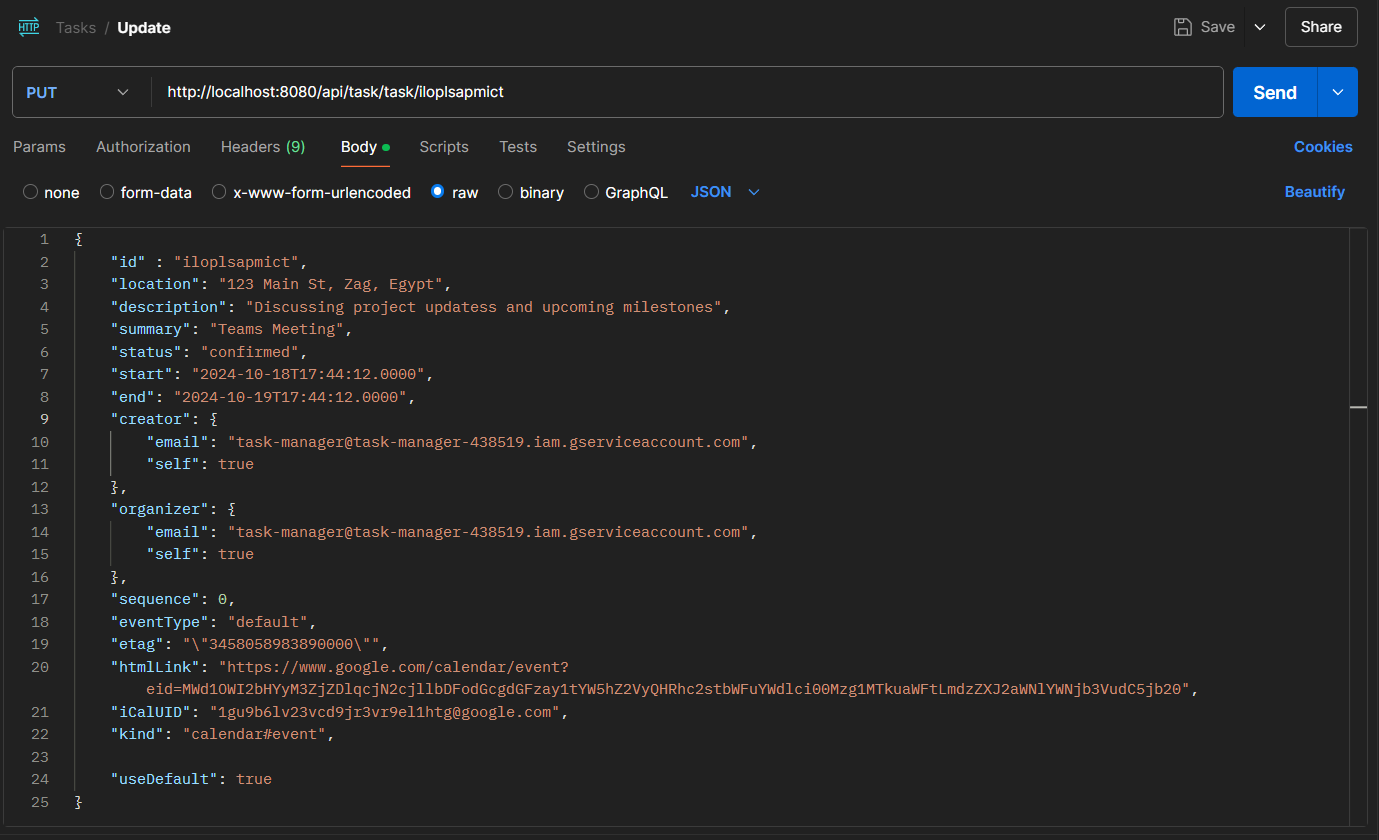 HTTP Tasks / Update Save Share
PUT http://localhost:8080/api/task/task/iloplsapmict Send
Params Authorization Headers (9) Body Scripts Tests Settings Cookies
none form-data x-www-form-urlencoded raw binary GraphQL JSON Beautify
1 {
2 "id" : "iloplsapmict",
3 "location": "123 Main St, Zag, Egypt",
4 "description": "Discussing project updatess and upcoming milestones",
5 "summary": "Teams Meeting",
6 "status": "confirmed",
7 "start": "2024-10-18T17:44:12.0000",
8 "end": "2024-10-19T17:44:12.0000",
9 "creator": {
10 "email": "task-manager@task-manager-438519.iam.gserviceaccount.com",
11 "self": true
12 },
13 "organizer": {
14 "email": "task-manager@task-manager-438519.iam.gserviceaccount.com",
15 "self": true
16 },
17 "sequence": 0,
18 "eventType": "default",
19 "etag": "\"3458058983890000\"",
20 "htmlLink": "https://www.google.com/calendar/event?
eid=MWd1OWI2bHYyM3ZjZDlqcjN2cjllbDFodGcgdGFzay1tYW5hZ2VyQHRhc2stbWFuYWdlci00Mzg1MTkuaWFtLmdzZXJ2aWNlYWNjb3VudC5jb20",
21 "iCalUID": "1gu9b6lv23vcd9jr3vr9el1htg@google.com",
22 "kind": "calendar#event",
23
24 "useDefault": true
25 }